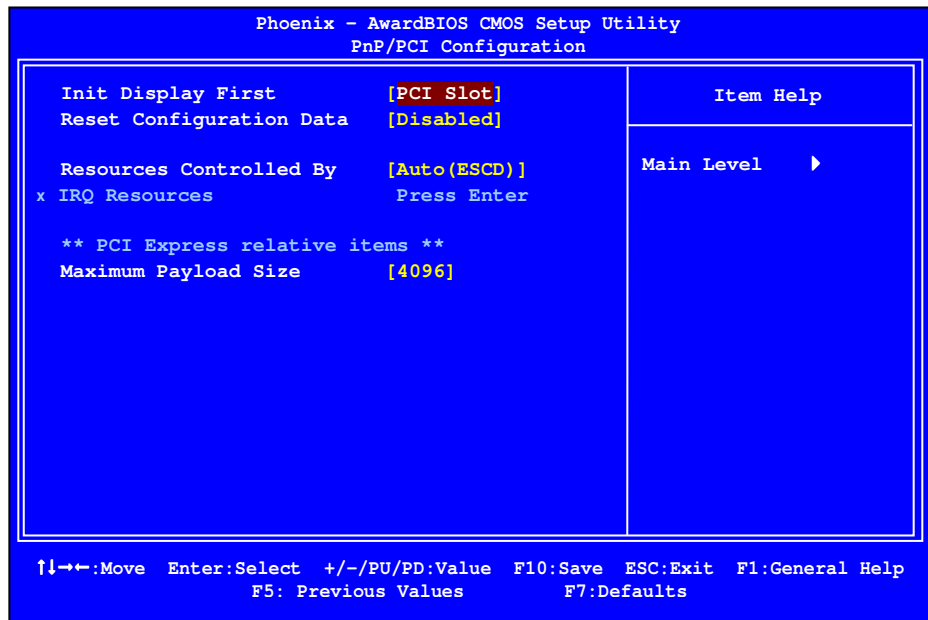 Phoenix – AwardBIOS CMOS Setup Utility
PnP/PCI Configuration
Init Display First [PCI Slot]
Reset Configuration Data [Disabled]
Resources Controlled By [Auto(ESCD)]
x IRQ Resources Press Enter
** PCI Express relative items **
Maximum Payload Size [4096]
Item Help
Main Level ▶
↑↓→←:Move Enter:Select +/-/PU/PD:Value F10:Save ESC:Exit F1:General Help
F5: Previous Values F7:Defaults